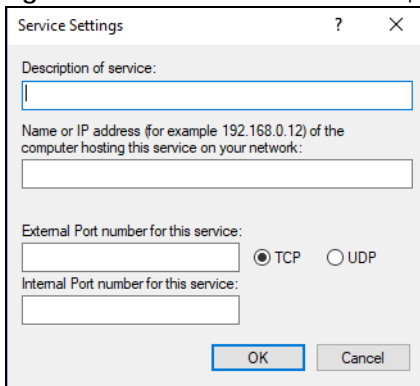 Service Settings ? ×
Description of service:
Name or IP address (for example 192.168.0.12) of the
computer hosting this service on your network:
External Port number for this service:
TCP UDP
Internal Port number for this service:
OK Cancel